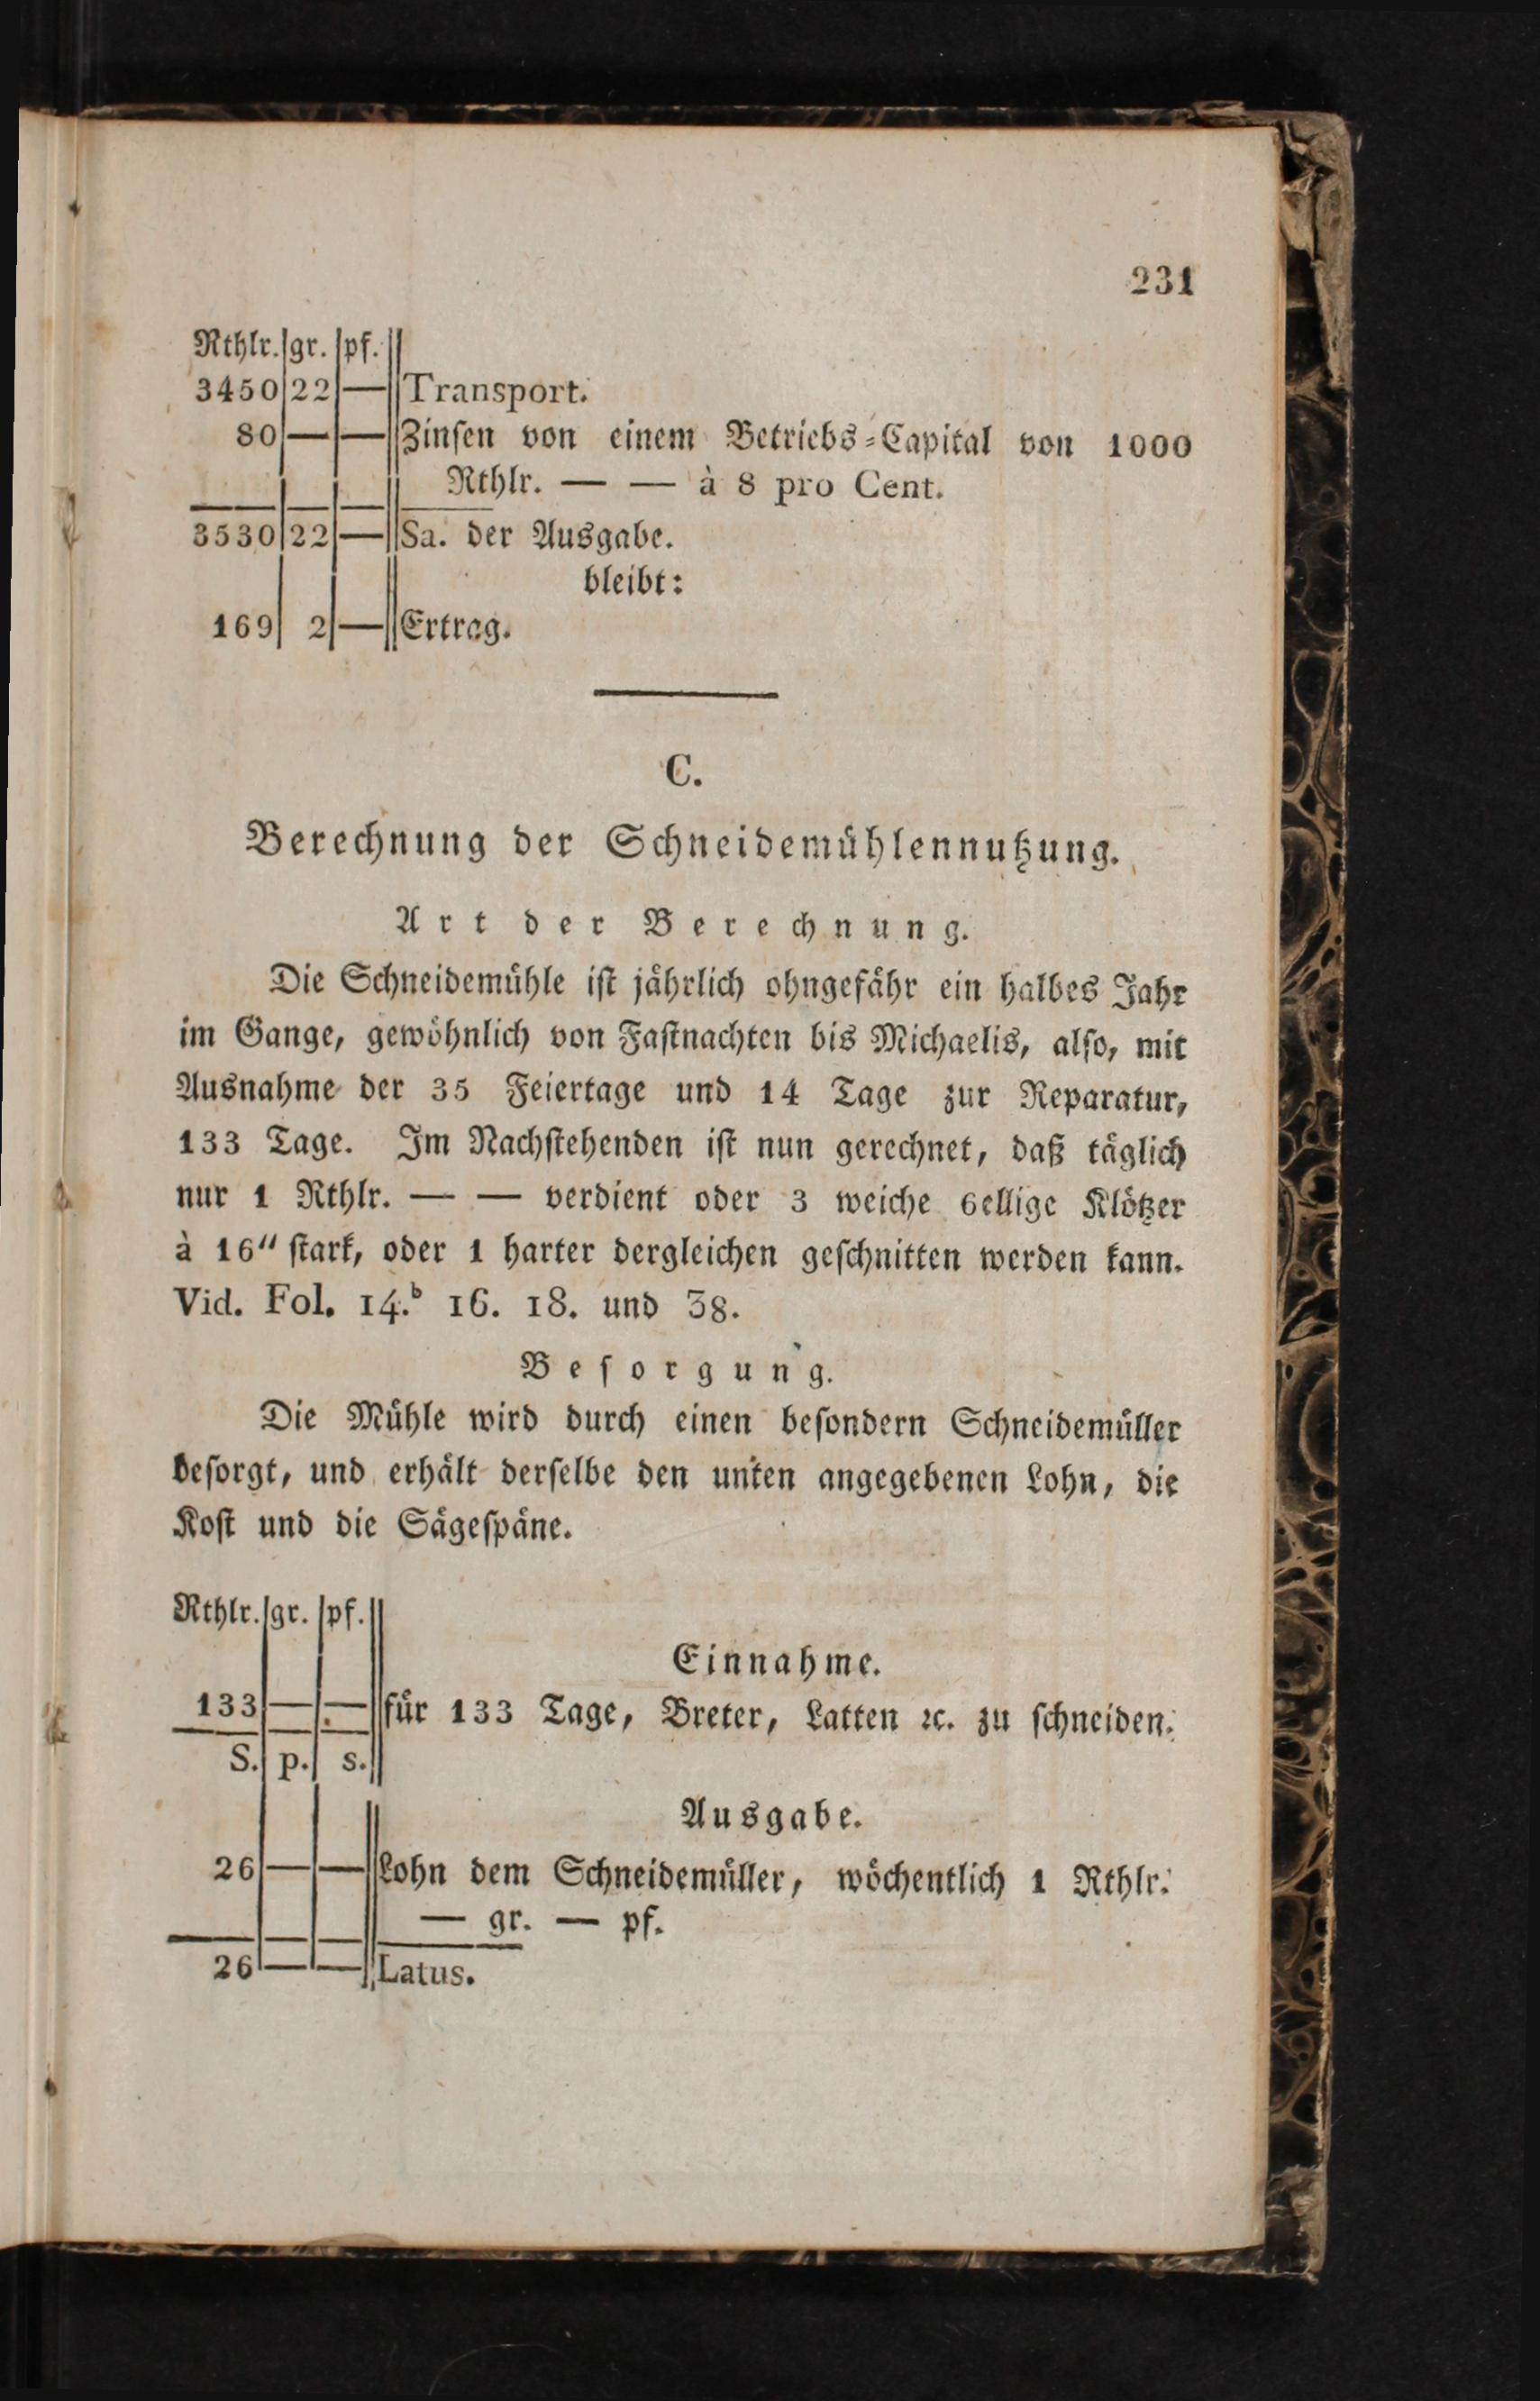 231
Rthlr. gr. pf.
3450 22 — Transport.
80 — — Zinsen von einem Betriebs-Capital von 1000
Rthlr. — — à 8 pro Cent.
3530 22 — Sa. der Ausgabe.
bleibt:
169 2 — Ertrag.
C.
Berechnung der Schneidemühlennutzung.
Art der Berechnung.
Die Schneidemühle ist jährlich ohngefähr ein halbes Jahr
im Gange, gewöhnlich von Fastnachten bis Michaelis, also, mit
Ausnahme der 35 Feiertage und 14 Tage zur Reparatur,
133 Tage. Im Nachstehenden ist nun gerechnet, daß täglich
nur 1 Rthlr. — — verdient oder 3 weiche 6ellige Klötzer
à 16″ stark, oder 1 harter dergleichen geschnitten werden kann.
Vid. Fol. 14.b 16. 18. und 38.
Besorgung.
Die Mühle wird durch einen besondern Schneidemüller
besorgt, und erhält derselbe den unten angegebenen Lohn, die
Kost und die Sägespäne.
Rthlr. gr. pf.
Einnahme.
133 — — für 133 Tage, Breter, Latten ꝛc. zu schneiden.
S. p. s.
Ausgabe.
26 — — Lohn dem Schneidemüller, wöchentlich 1 Rthlr.
— gr. — pf.
26 — — Latus.